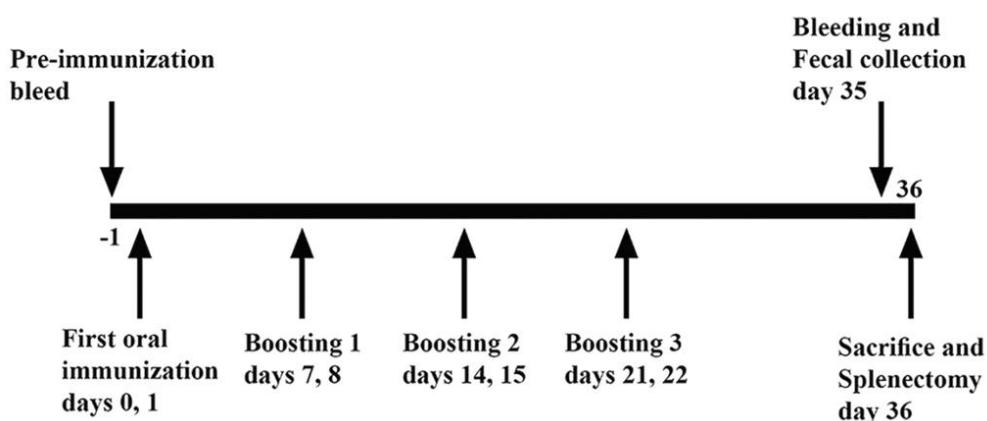 Pre-immunization
bleed
Bleeding and
Fecal collection
day 35
-1
36
First oral
immunization
days 0, 1
Boosting 1
days 7, 8
Boosting 2
days 14, 15
Boosting 3
days 21, 22
Sacrifice and
Splenectomy
day 36